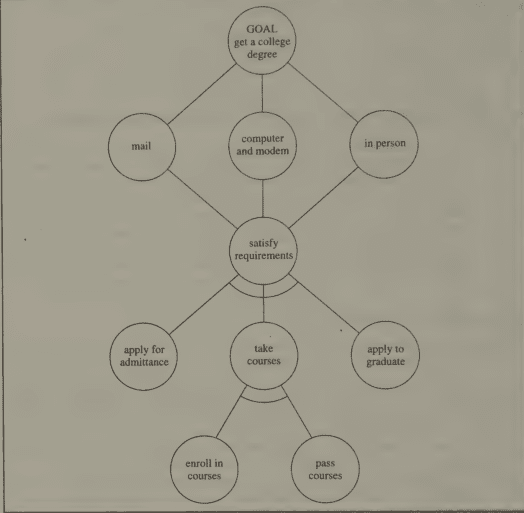 GOAL
get a college
degree
mail
computer
and modem
in person
satisfy
requirements
apply for
admittance
take
courses
apply to
graduate
enroll in
courses
pass
courses